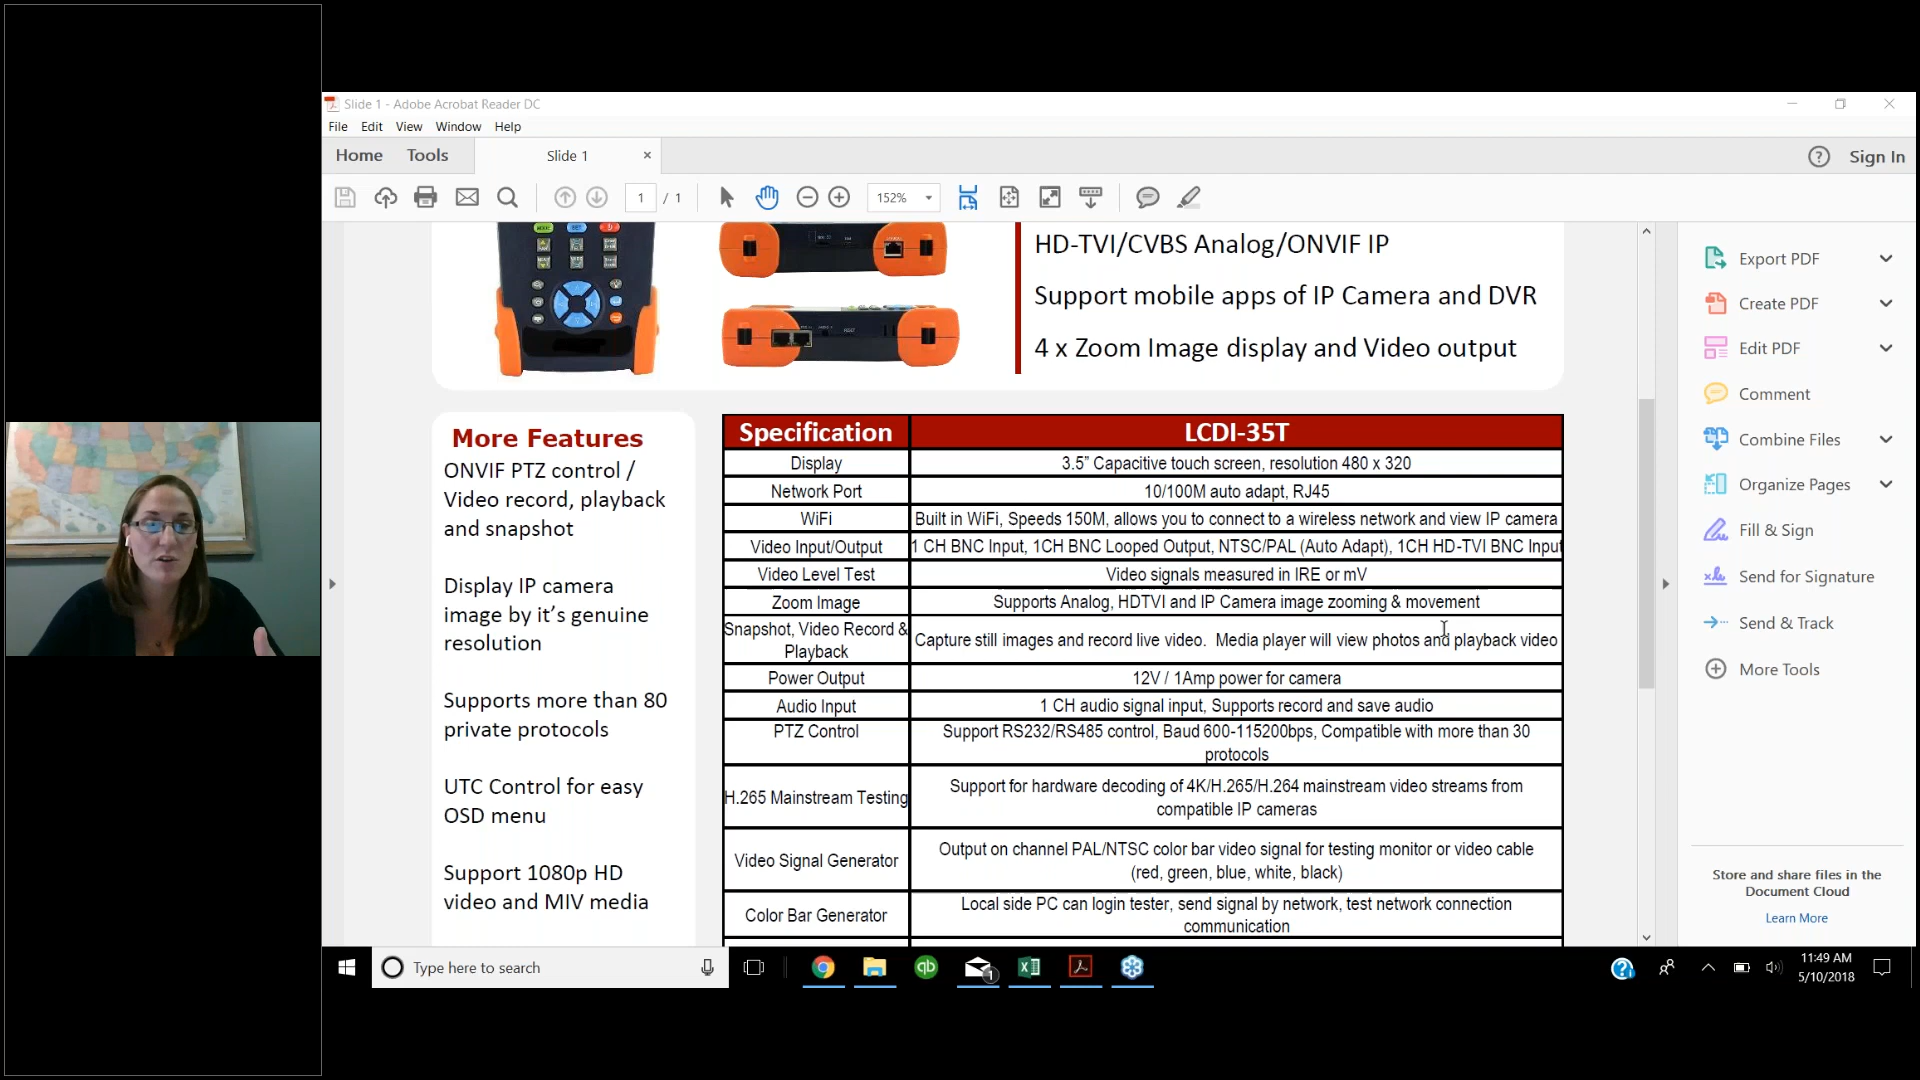 Slide 1 - Adobe Acrobat Reader DC
File Edit View Window Help
Home Tools Slide 1
Sign In
1 / 1 152%
HD-TVI/CVBS Analog/ONVIF IP
Support mobile apps of IP Camera and DVR
4 x Zoom Image display and Video output
More Features
ONVIF PTZ control /
Video record, playback
and snapshot
Display IP camera
image by it's genuine
resolution
Supports more than 80
private protocols
UTC Control for easy
OSD menu
Support 1080p HD
video and MIV media
Specification LCDI-35T
Display 3.5" Capacitive touch screen, resolution 480 x 320
Network Port 10/100M auto adapt, RJ45
WiFi Built in WiFi, Speeds 150M, allows you to connect to a wireless network and view IP camera
Video Input/Output 1 CH BNC Input, 1CH BNC Looped Output, NTSC/PAL (Auto Adapt), 1CH HD-TVI BNC Input
Video Level Test Video signals measured in IRE or mV
Zoom Image Supports Analog, HDTVI and IP Camera image zooming & movement
Snapshot, Video Record &
Playback
Capture still images and record live video. Media player will view photos and playback video
Power Output 12V / 1Amp power for camera
Audio Input 1 CH audio signal input, Supports record and save audio
PTZ Control Support RS232/RS485 control, Baud 600-115200bps, Compatible with more than 30
protocols
H.265 Mainstream Testing Support for hardware decoding of 4K/H.265/H.264 mainstream video streams from
compatible IP cameras
Video Signal Generator Output on channel PAL/NTSC color bar video signal for testing monitor or video cable
(red, green, blue, white, black)
Color Bar Generator Local side PC can login tester, send signal by network, test network connection
communication
Export PDF
Create PDF
Edit PDF
Comment
Combine Files
Organize Pages
Fill & Sign
Send for Signature
Send & Track
More Tools
Store and share files in the
Document Cloud
Learn More
Type here to search
qb
1
11:49 AM
5/10/2018